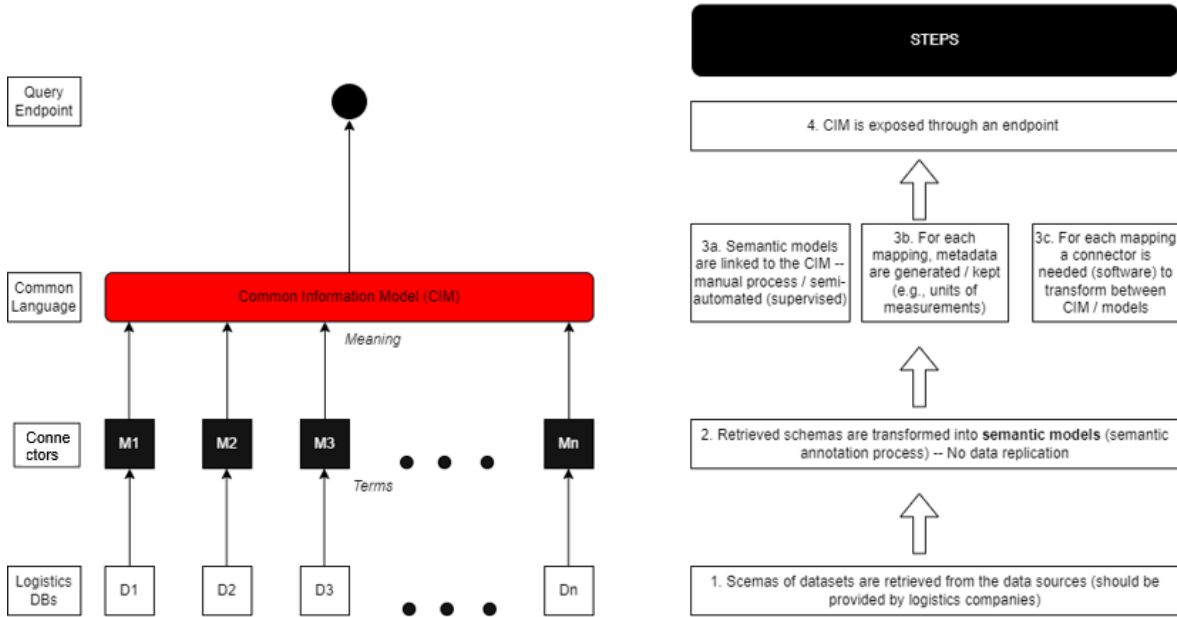 Query
Endpoint
Common
Language
Common Information Model (CIM)
Meaning
Conne
ctors
M1
M2
M3
Mn
Terms
Logistics
DBs
D1
D2
D3
Dn
STEPS
4. CIM is exposed through an endpoint
3a. Semantic models
are linked to the CIM --
manual process / semi-
automated (supervised)
3b. For each
mapping, metadata
are generated / kept
(e.g., units of
measurements)
3c. For each mapping
a connector is
needed (software) to
transform between
CIM / models
2. Retrieved schemas are transformed into semantic models (semantic
annotation process) -- No data replication
1. Scemas of datasets are retrieved from the data sources (should be
provided by logistics companies)